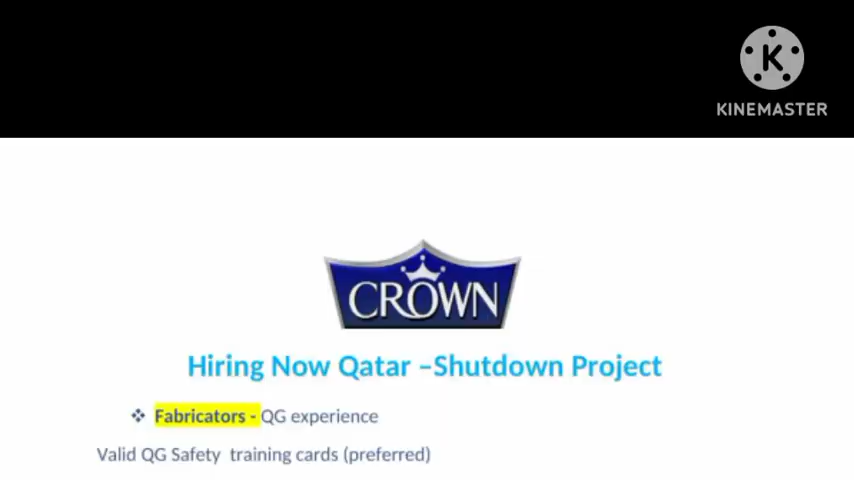 KINEMASTER
CROWN
Hiring Now Qatar –Shutdown Project
❖ Fabricators - QG experience
Valid QG Safety  training cards (preferred)